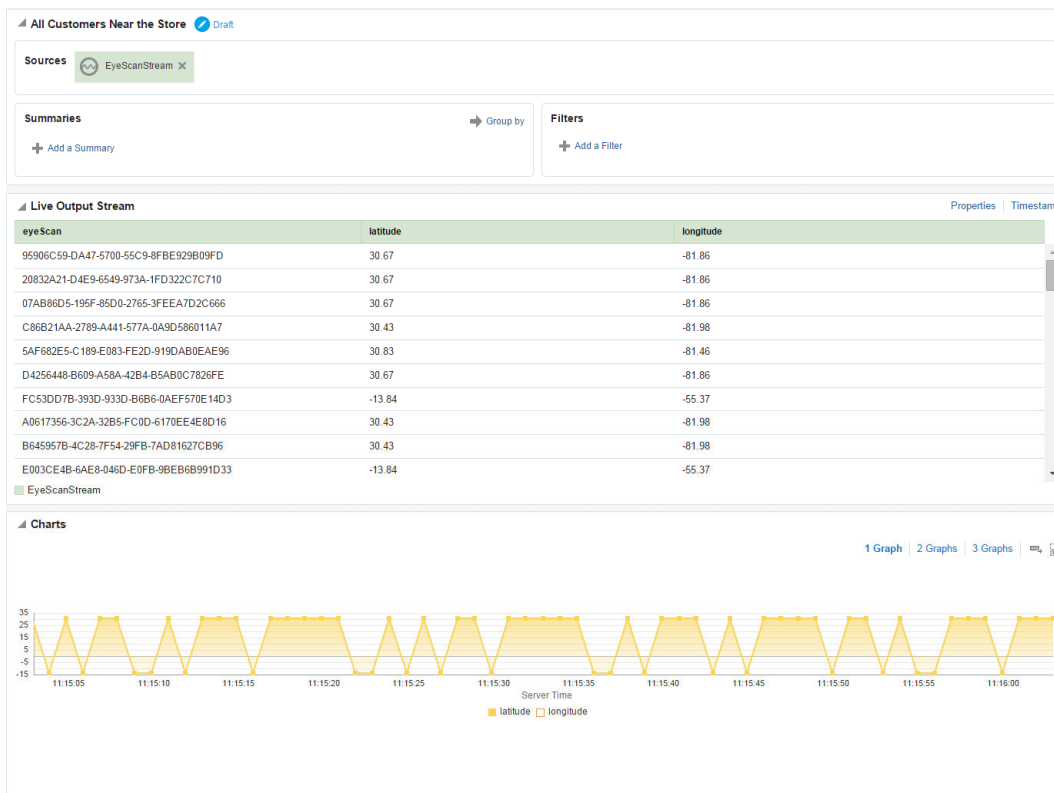 All Customers Near the Store Draft
Sources EyeScanStream
Summaries Group by
Add a Summary
Filters
Add a Filter
Live Output Stream Properties Timestam
eyeScan latitude longitude
95906C59-DA47-5700-55C9-8FBE929B09FD 30.67 -81.86
20832A21-D4E9-6549-973A-1FD322C7C710 30.67 -81.86
07AB86D5-195F-85D0-2765-3FEEA7D2C666 30.67 -81.86
C86B21AA-2789-A441-577A-0A9D586011A7 30.43 -81.98
5AF682E5-C189-E083-FE2D-919DAB0EAE96 30.83 -81.46
D4256448-B609-A58A-42B4-B5AB0C7826FE 30.67 -81.86
FC53DD7B-393D-933D-B6B6-0AEF570E14D3 -13.84 -55.37
A0617356-3C2A-32B5-FC0D-6170EE4E8D16 30.43 -81.98
B645957B-4C28-7F54-29FB-7AD81627CB96 30.43 -81.98
E003CE4B-6AE8-046D-E0FB-9BEB6B991D33 -13.84 -55.37
EyeScanStream
Charts
1 Graph 2 Graphs 3 Graphs
35
25
15
5
-5
-15
11:15:05 11:15:10 11:15:15 11:15:20 11:15:25 11:15:30 11:15:35 11:15:40 11:15:45 11:15:50 11:15:55 11:16:00
Server Time
latitude longitude